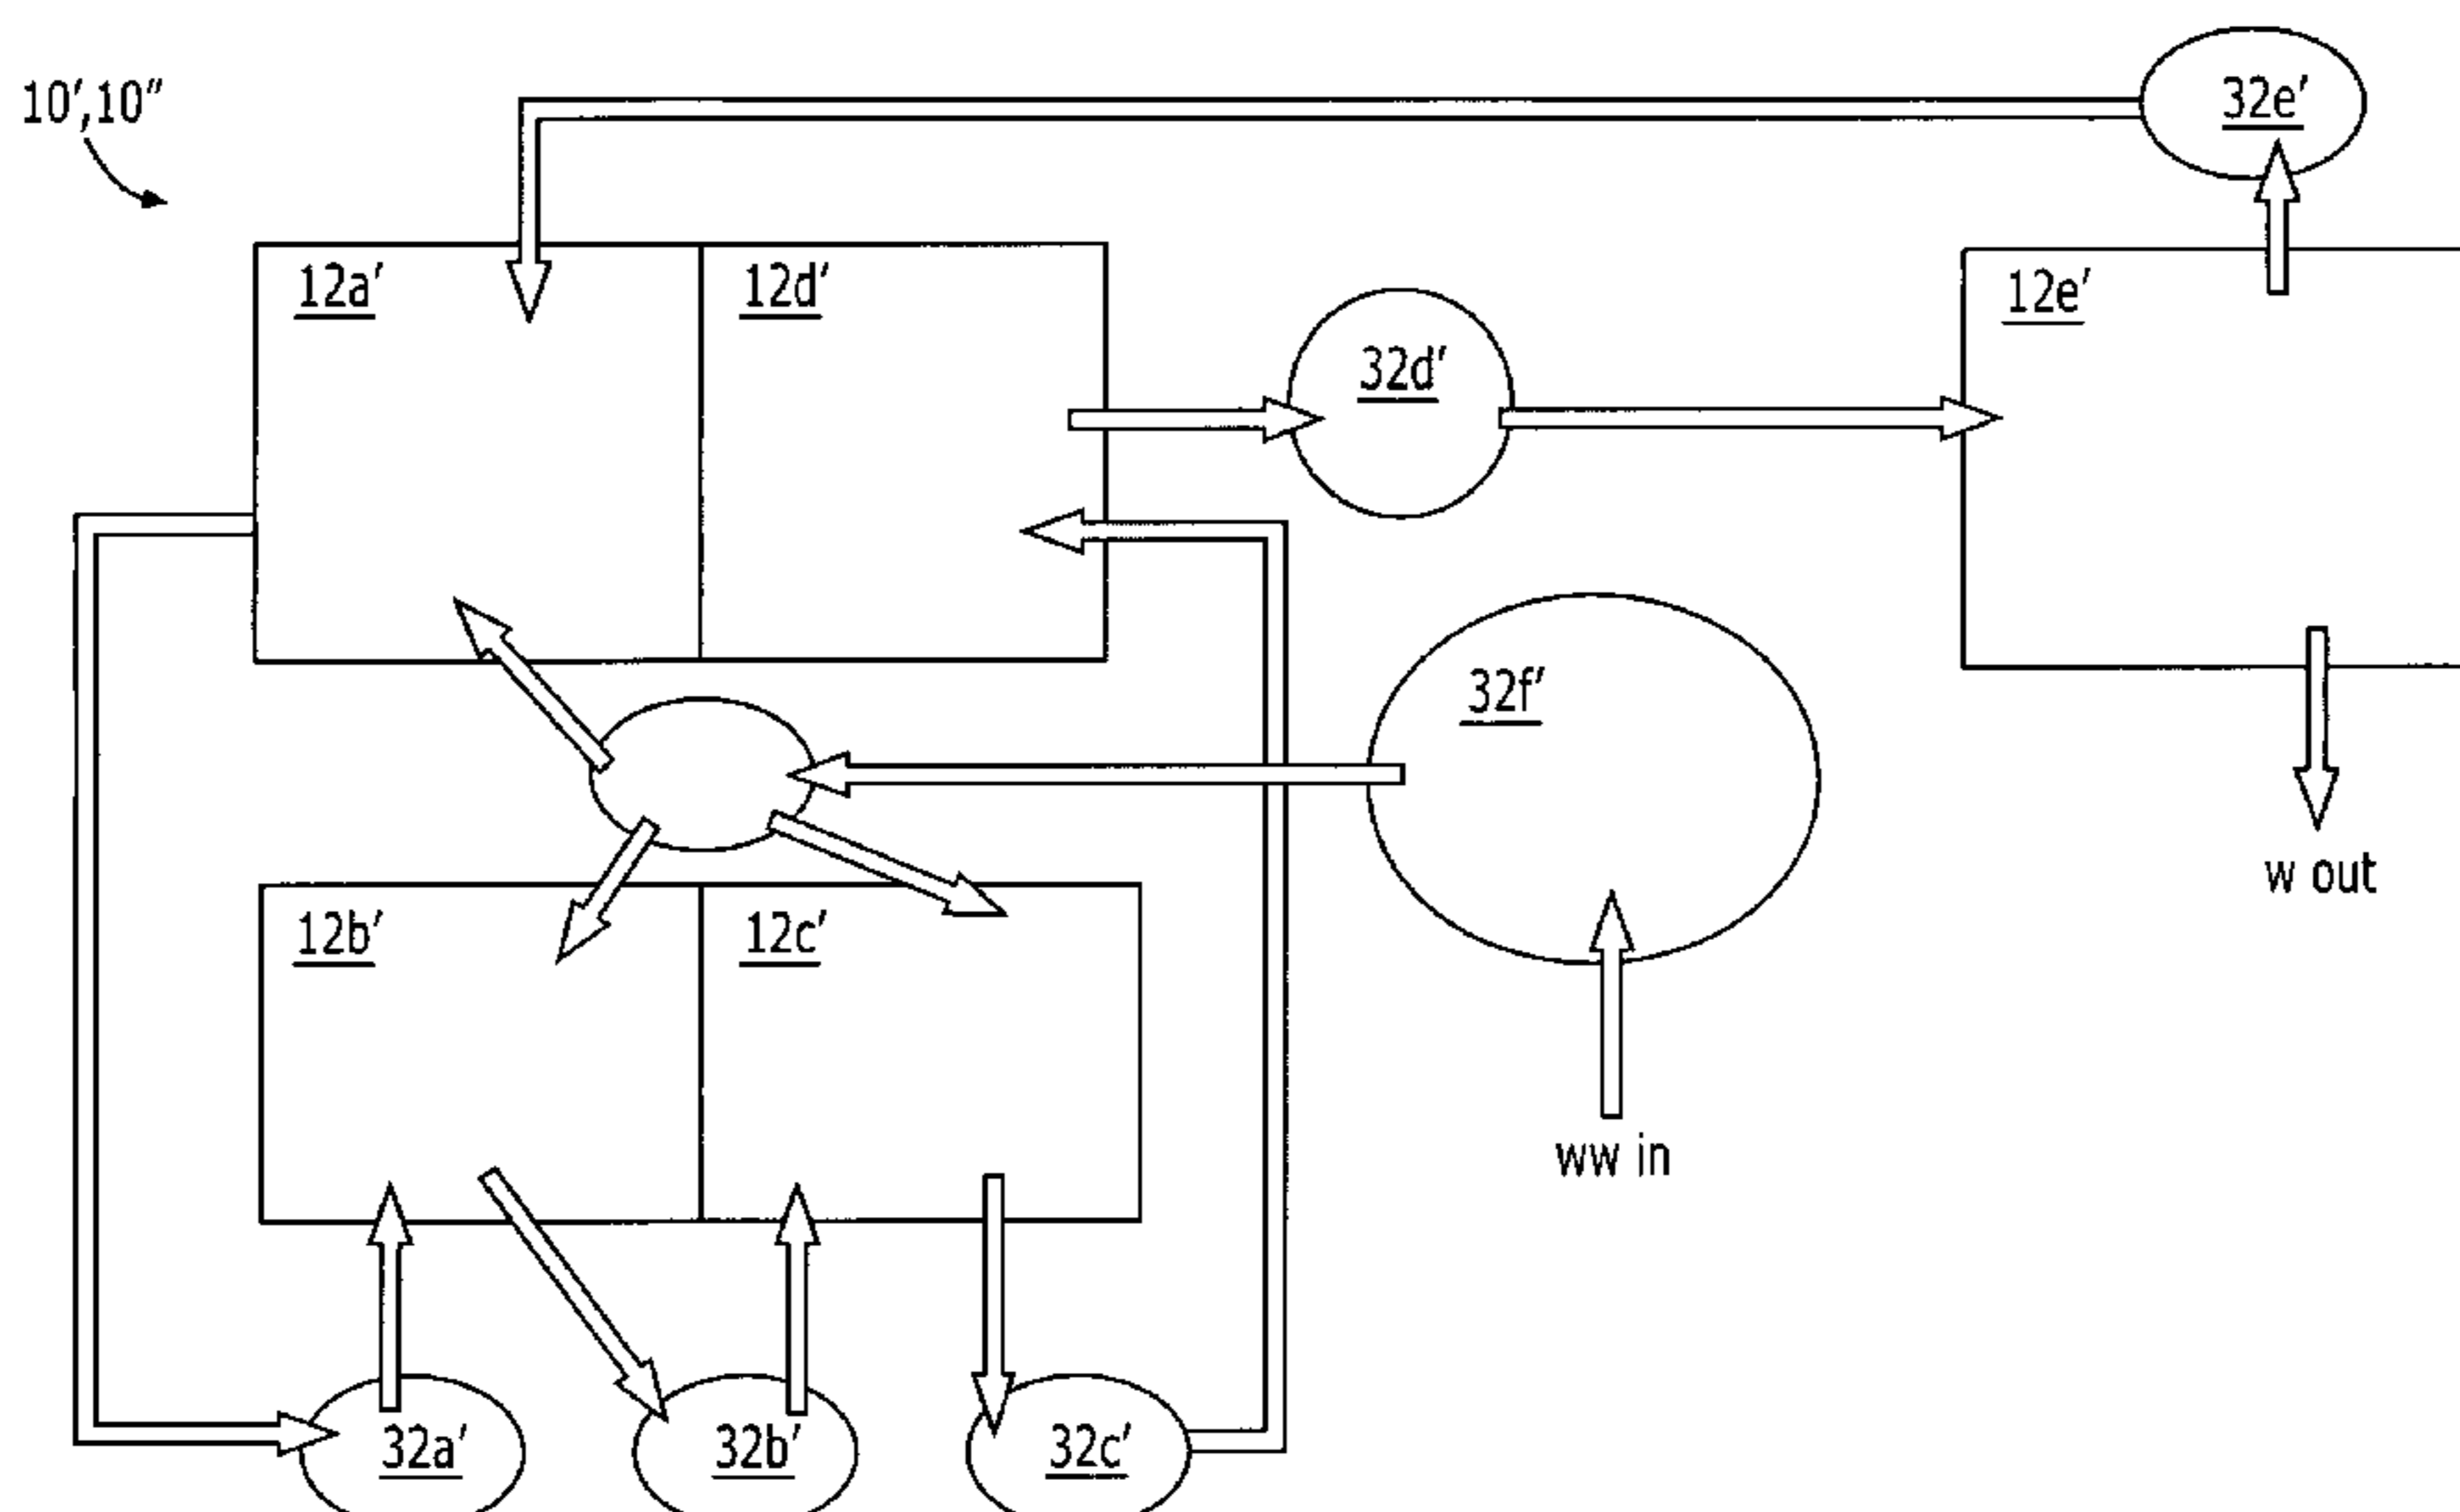 10′,10″
32e′
12a′
12d′
12e′
32d′
32f′
w out
12b′
12c′
ww in
32a′
32b′
32c′